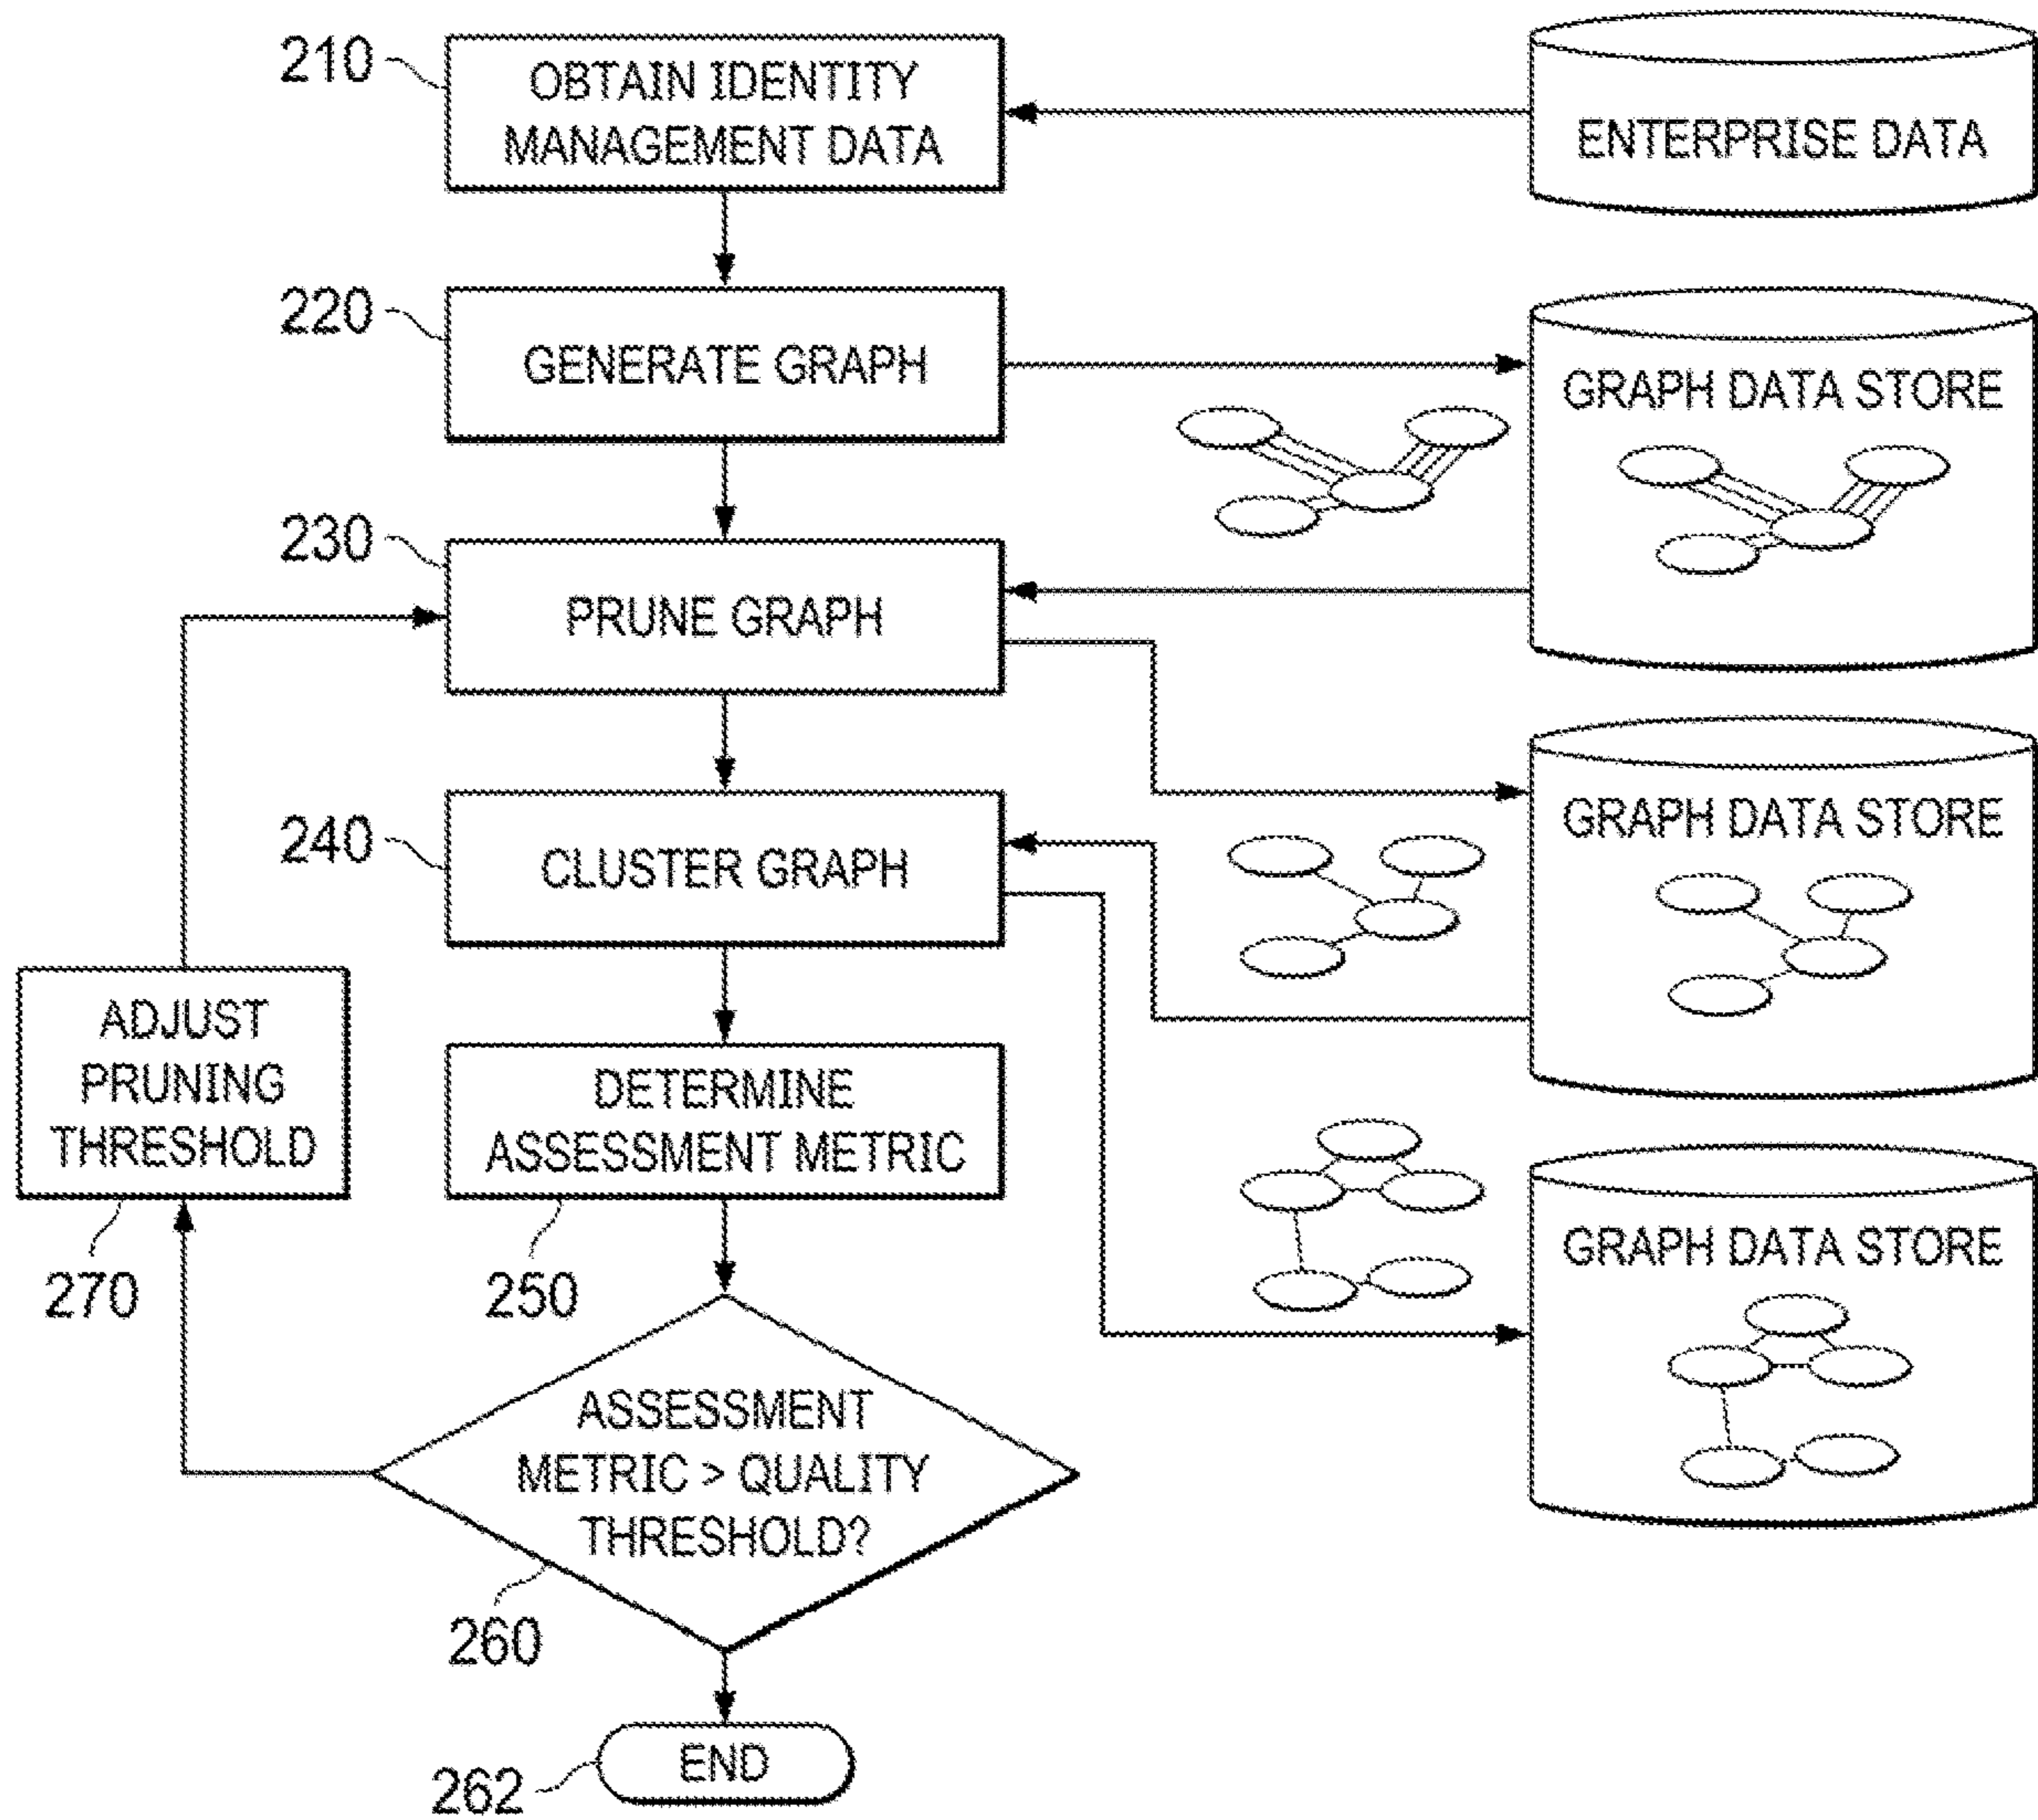 210
OBTAIN IDENTITY
MANAGEMENT DATA
ENTERPRISE DATA
220
GENERATE GRAPH
GRAPH DATA STORE
230
PRUNE GRAPH
240
CLUSTER GRAPH
GRAPH DATA STORE
ADJUST
PRUNING
THRESHOLD
270
DETERMINE
ASSESSMENT METRIC
250
GRAPH DATA STORE
ASSESSMENT
METRIC > QUALITY
THRESHOLD?
260
END
262